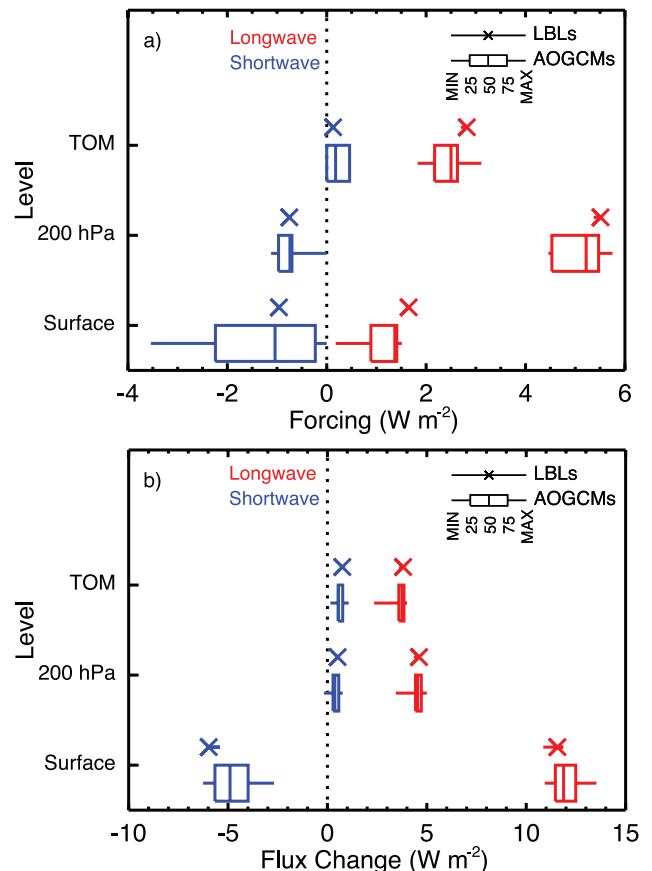 a)
Longwave
Shortwave
LBLs
AOGCMs
MIN
25
50
75
MAX
TOM
200 hPa
Surface
Level
-4 -2 0 2 4 6
Forcing (W m-2)
b)
Longwave
Shortwave
LBLs
AOGCMs
MIN
25
50
75
MAX
TOM
200 hPa
Surface
Level
-10 -5 0 5 10 15
Flux Change (W m-2)